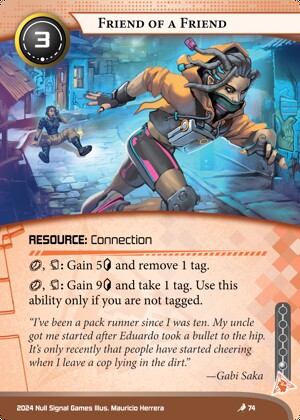 3
Friend of a Friend
RESOURCE: Connection
, : Gain 5 and remove 1 tag.
, : Gain 9 and take 1 tag. Use this
ability only if you are not tagged.
“I’ve been a pack runner since I was ten. My uncle
got me started after Eduardo took a bullet to the hip.
It’s only recently that people have started cheering
when I leave a cop lying in the dirt.”
—Gabi Saka
2024 Null Signal Games Illus. Mauricio Herrera
74